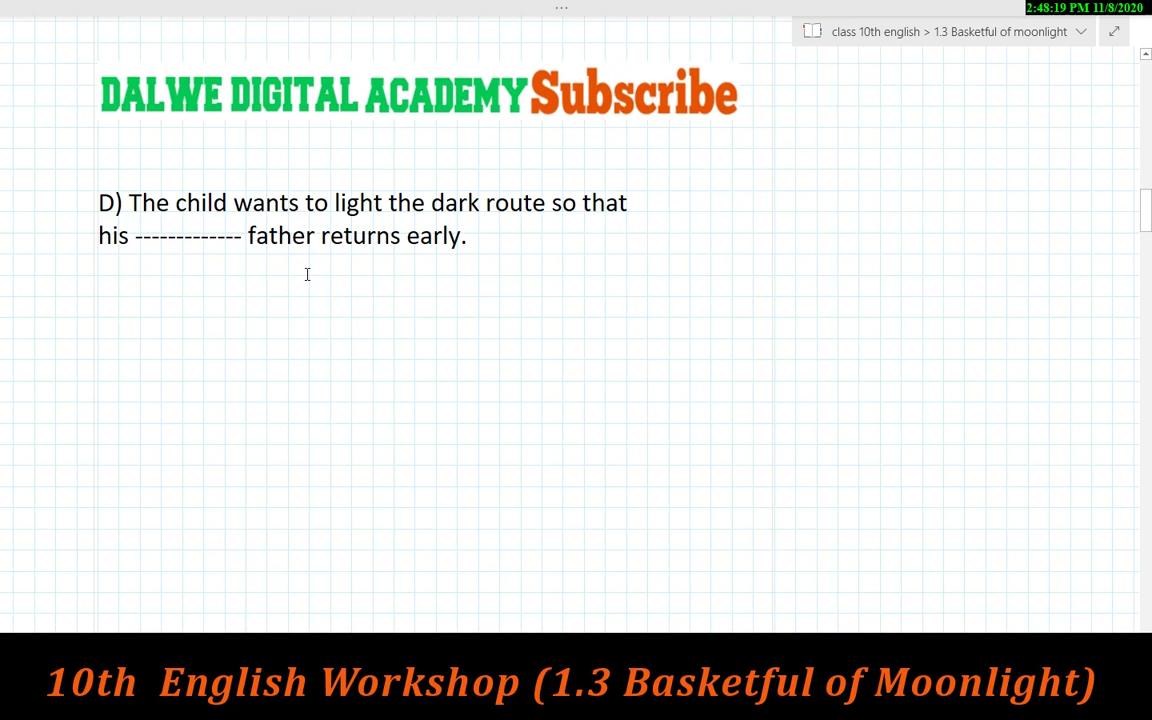 2:48:19 PM 11/8/2020
class 10th english > 1.3 Basketful of moonlight
DALWE DIGITAL ACADEMY Subscribe
D) The child wants to light the dark route so that
his ------------- father returns early.
10th English Workshop (1.3 Basketful of Moonlight)